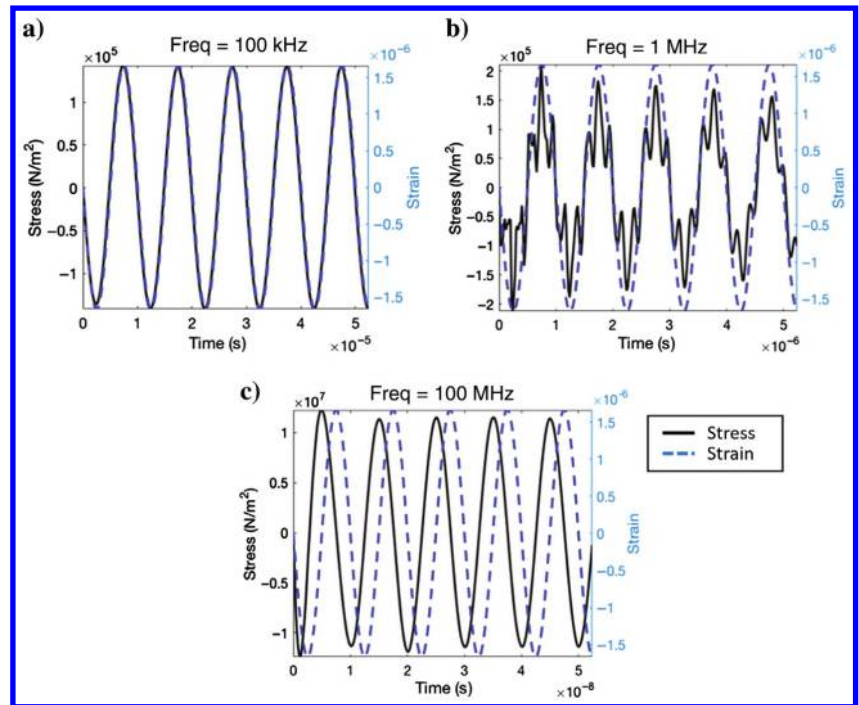 a)
Freq = 100 kHz
×10⁵
×10⁻⁶
Stress (N/m²)
1
0.5
0
−0.5
−1
1.5
1
0.5
0
−0.5
−1
−1.5
Strain
0 1 2 3 4 5
Time (s)
×10⁻⁵
b)
Freq = 1 MHz
×10⁵
×10⁻⁶
Stress (N/m²)
2
1.5
1
0.5
0
−0.5
−1
−1.5
−2
1.5
1
0.5
0
−0.5
−1
−1.5
Strain
0 1 2 3 4 5
Time (s)
×10⁻⁶
c)
Freq = 100 MHz
×10⁷
×10⁻⁶
Stress (N/m²)
1
0.5
0
−0.5
−1
1.5
1
0.5
0
−0.5
−1
−1.5
Strain
0 1 2 3 4 5
Time (s)
×10⁻⁸
Stress
Strain